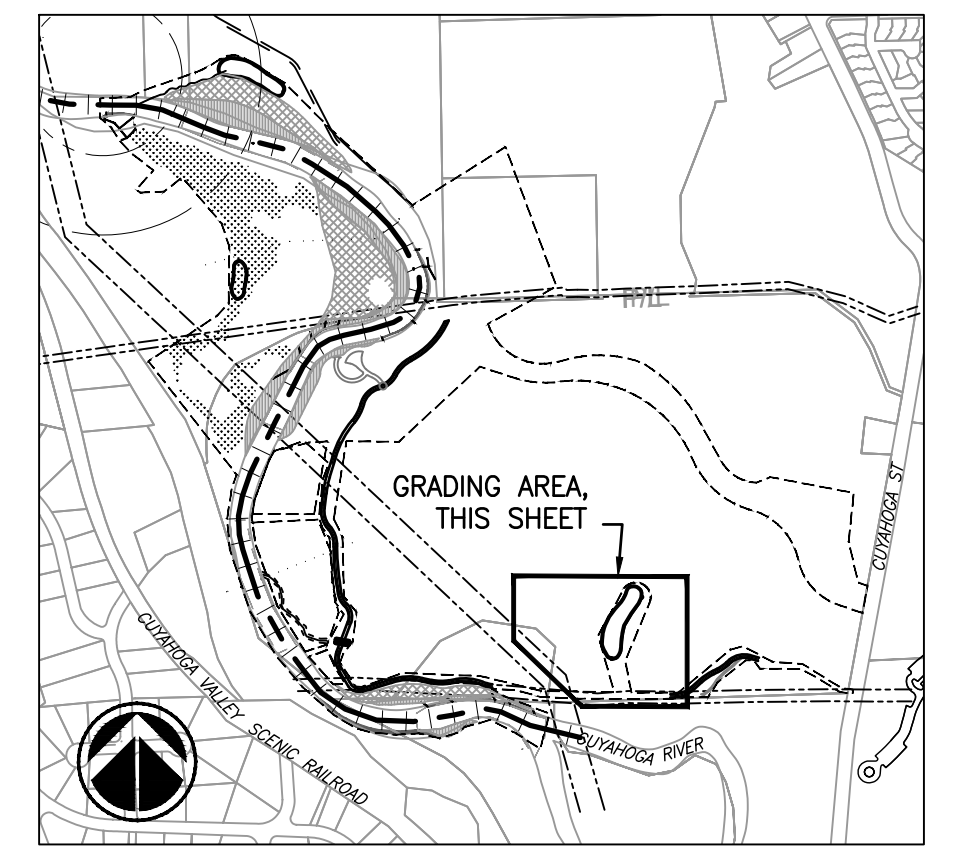 GRADING AREA,
THIS SHEET
CUYAHOGA ST
CUYAHOGA VALLEY SCENIC RAILROAD
CUYAHOGA RIVER